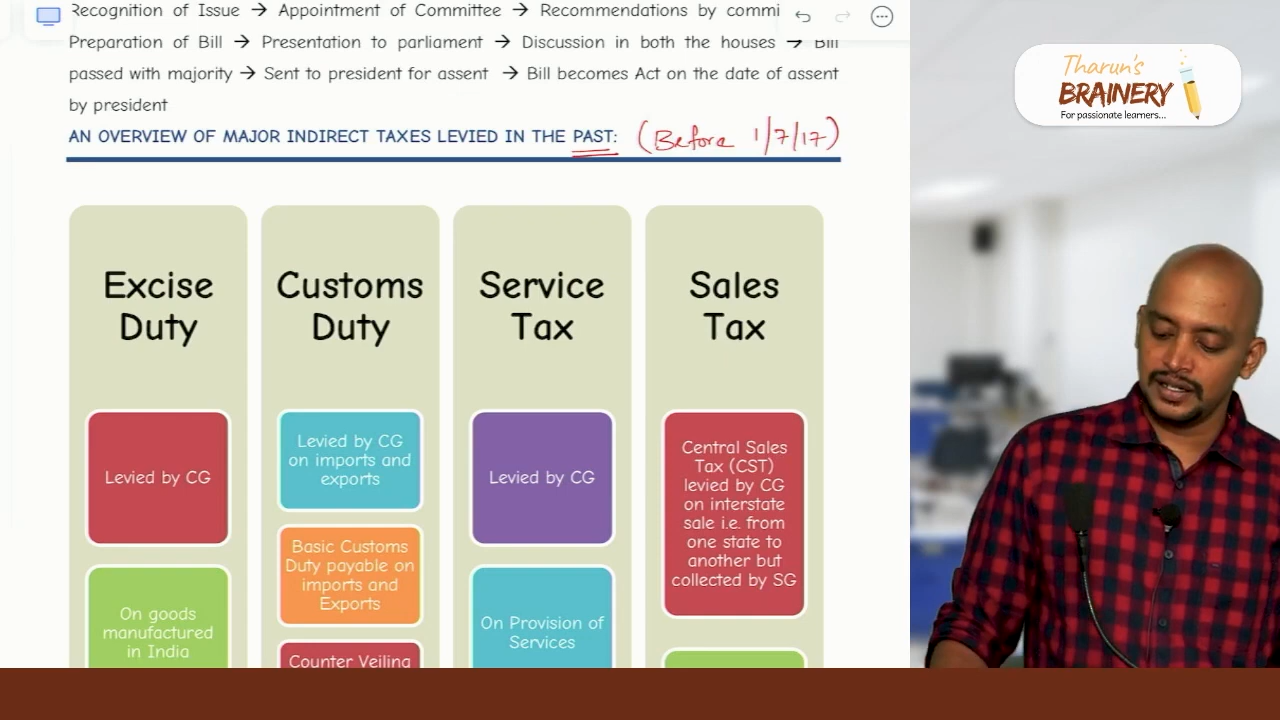 Recognition of Issue → Appointment of Committee → Recommendations by commi
Preparation of Bill → Presentation to parliament → Discussion in both the houses → Bill
passed with majority → Sent to president for assent → Bill becomes Act on the date of assent
by president
AN OVERVIEW OF MAJOR INDIRECT TAXES LEVIED IN THE PAST: (Before 1/7/17)
Excise
Duty
Levied by CG
On goods
manufactured
in India
Customs
Duty
Levied by CG
on imports and
exports
Basic Customs
Duty payable on
imports and
Exports
Counter Veiling
Service
Tax
Levied by CG
On Provision of
Services
Sales
Tax
Central Sales
Tax (CST)
levied by CG
on interstate
sale i.e. from
one state to
another but
collected by SG
Tharun's
BRAINERY
For passionate learners...